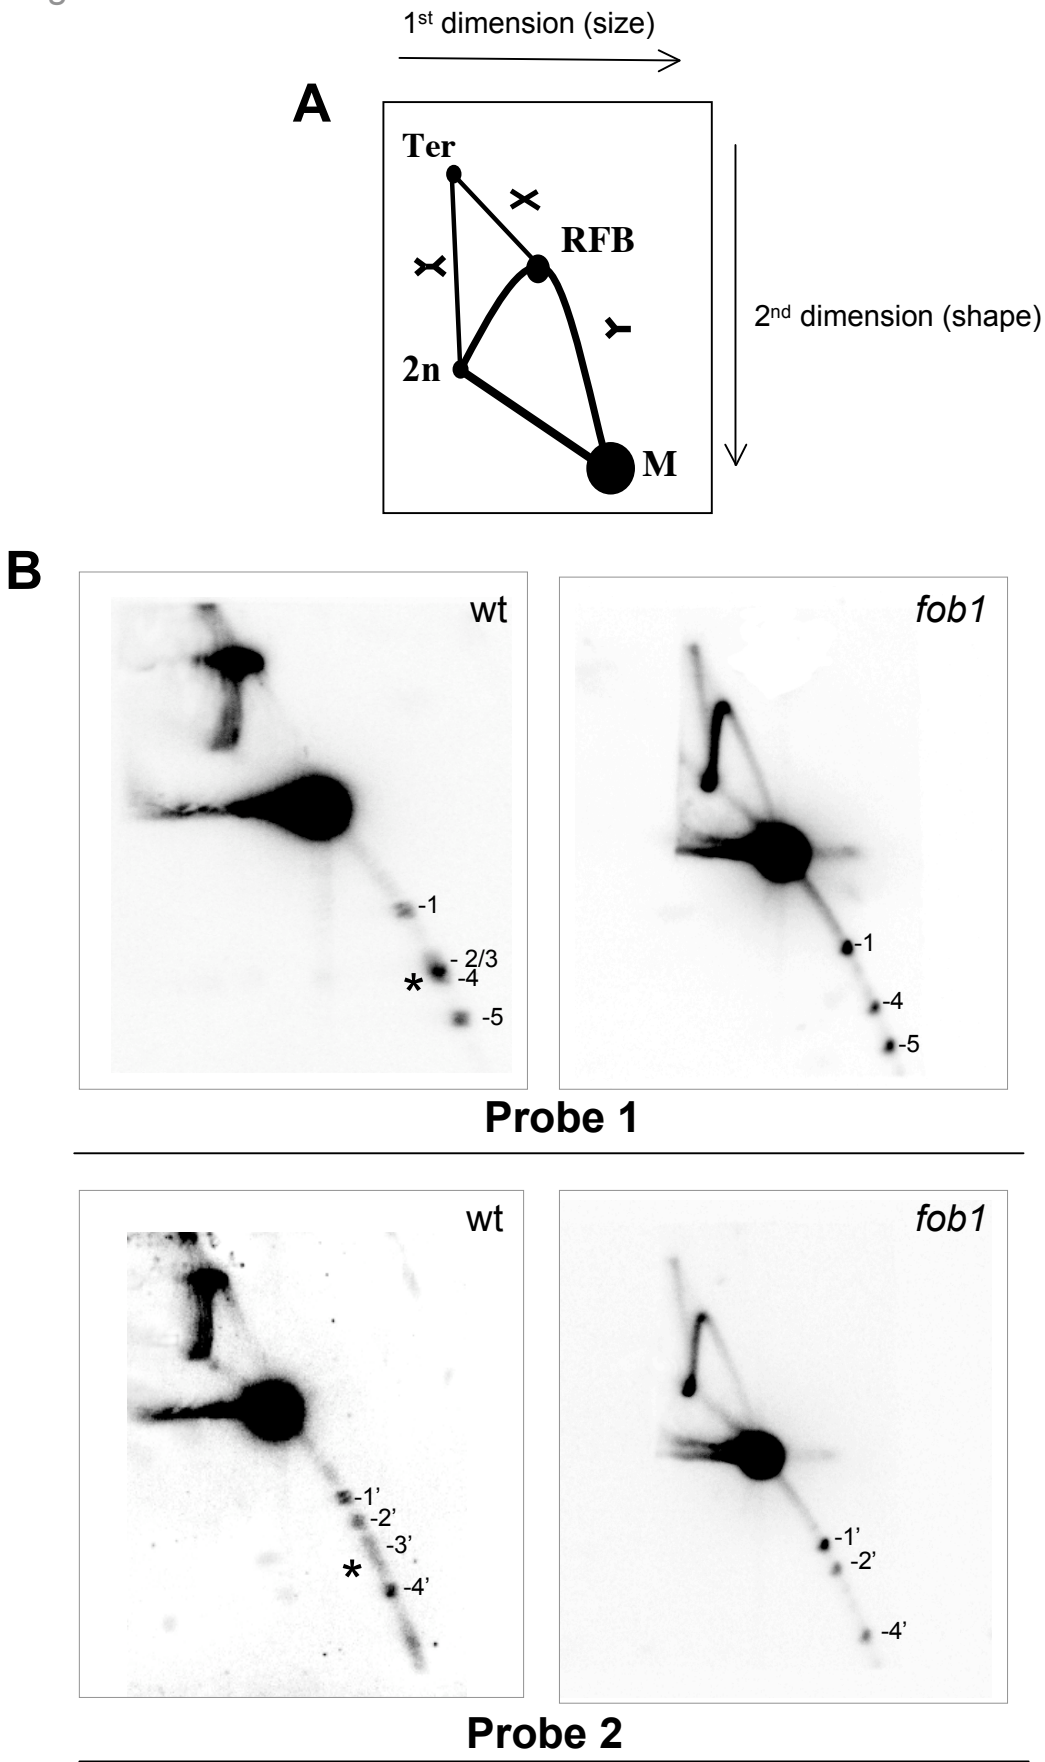 1st dimension (size)
A
Ter
RFB
2n
M
2nd dimension (shape)
B
wt
-1
- 2/3
*
-4
-5
fob1
-1
-4
-5
Probe 1
wt
-1’
-2’
-3’
*
-4’
fob1
-1’
-2’
-4’
Probe 2